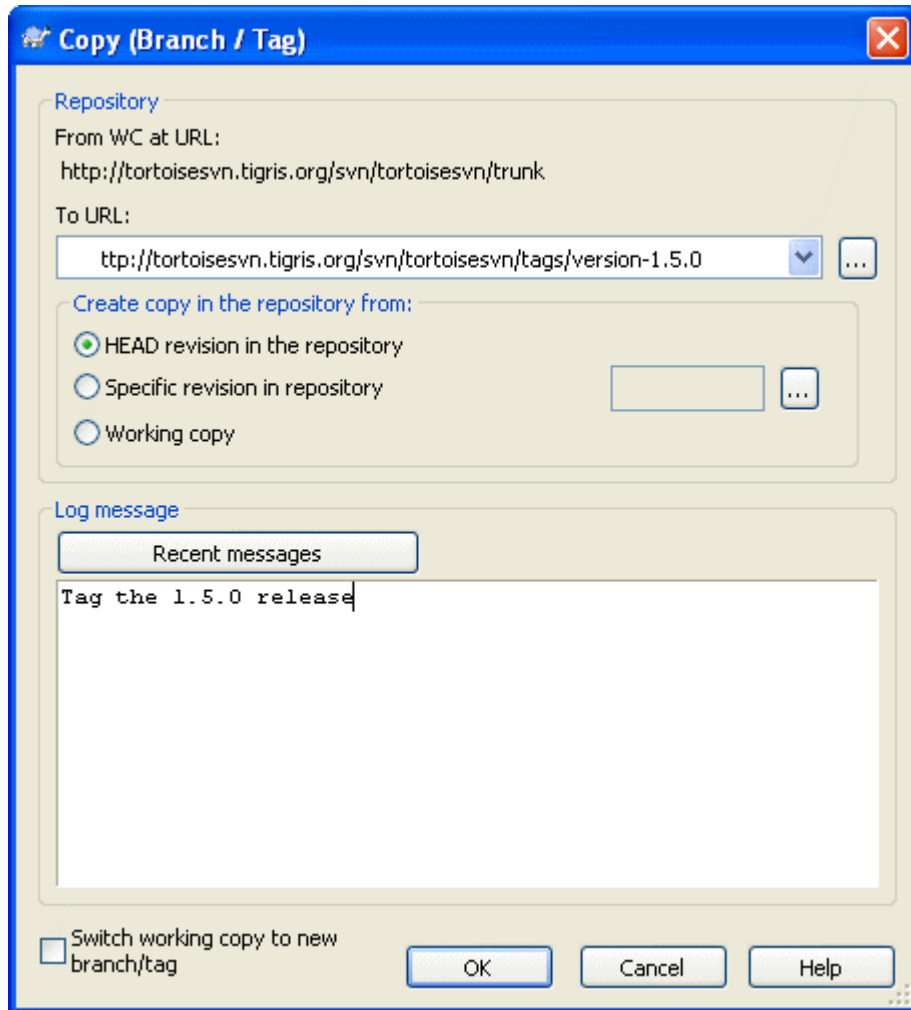 Copy (Branch / Tag)
Repository
From WC at URL:
http://tortoisesvn.tigris.org/svn/tortoisesvn/trunk
To URL:
ttp://tortoisesvn.tigris.org/svn/tortoisesvn/tags/version-1.5.0
...
Create copy in the repository from:
HEAD revision in the repository
Specific revision in repository
...
Working copy
Log message
Recent messages
Tag the 1.5.0 release
Switch working copy to new
branch/tag
OK
Cancel
Help